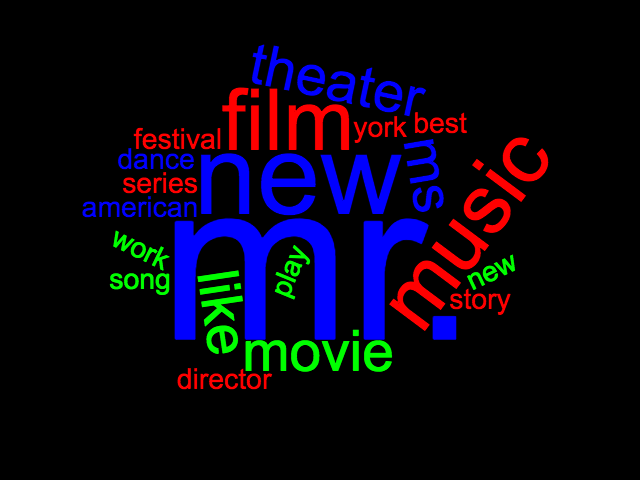 theater
film
york best
festival
dance
new
ms
series
american
music
mr.
work
play
new
song
like
story
movie
director